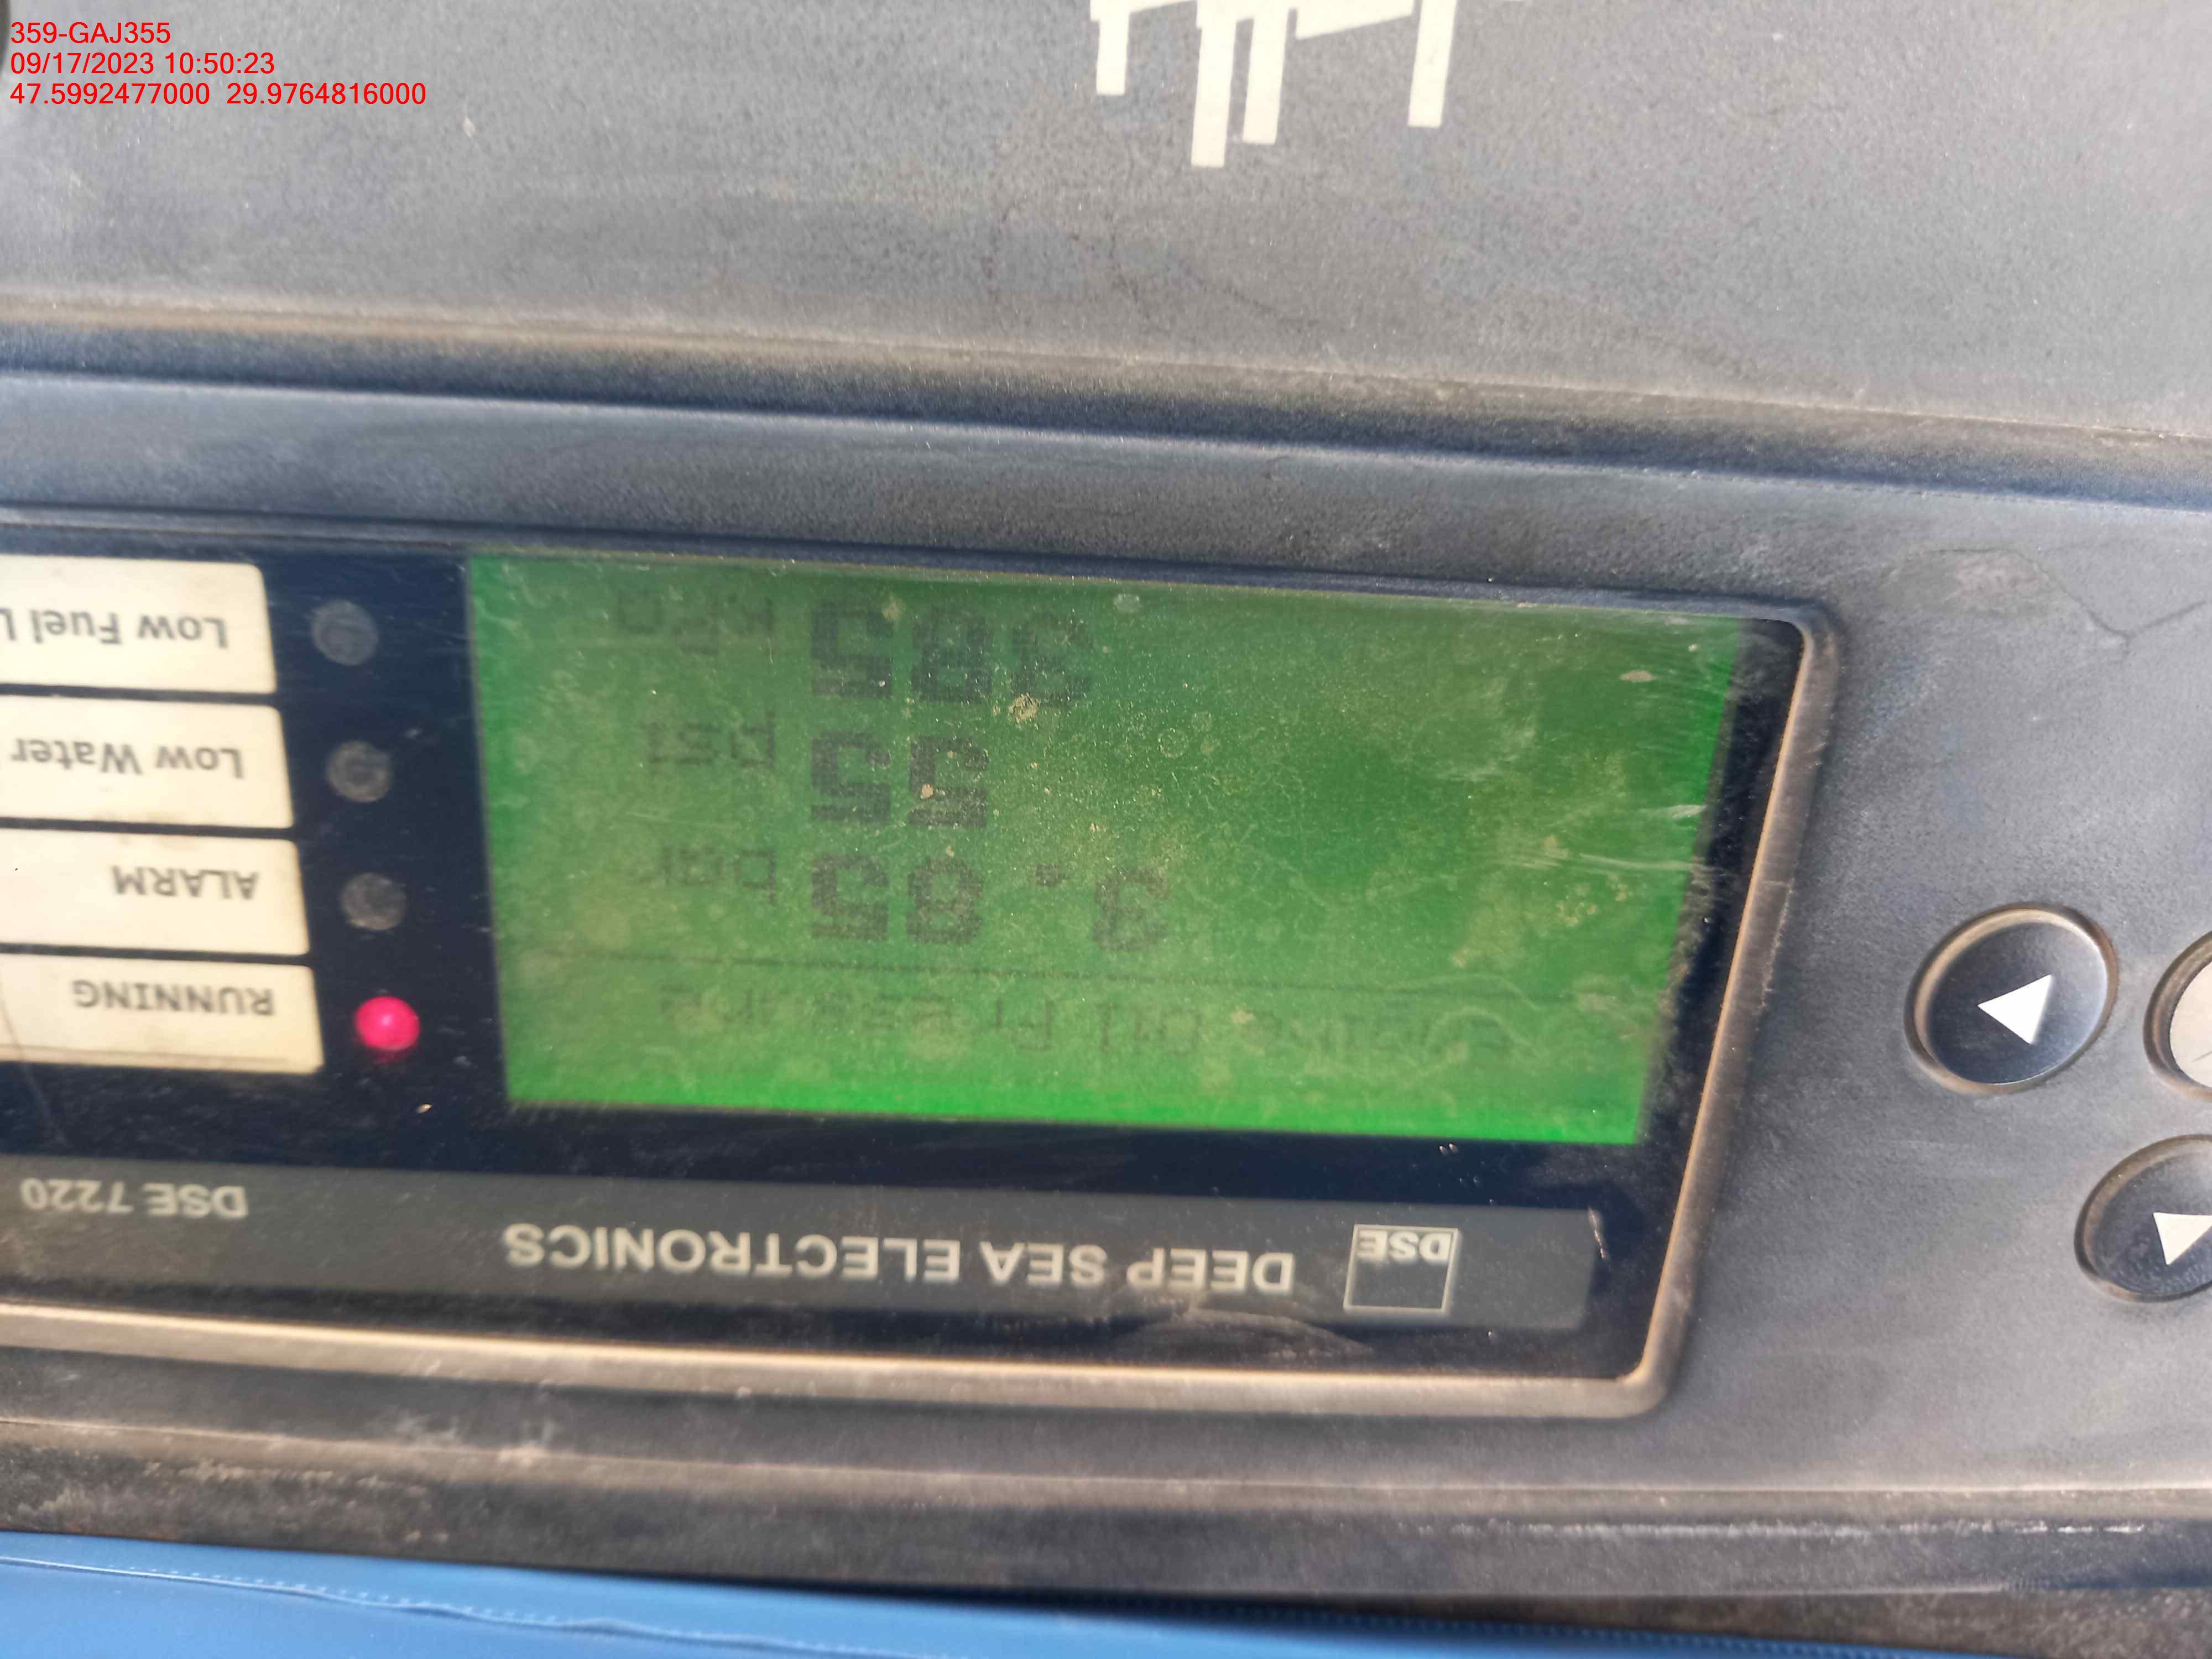 359-GAJ355
09/17/2023 10:50:23
47.5992477000 29.9764816000
DSE
DEEP SEA ELECTRONICS
DSE 7220
Engine Oil Pressure
3.85 bar
55 psi
385 kPa
RUNNING
ALARM
Low Water
Low Fuel